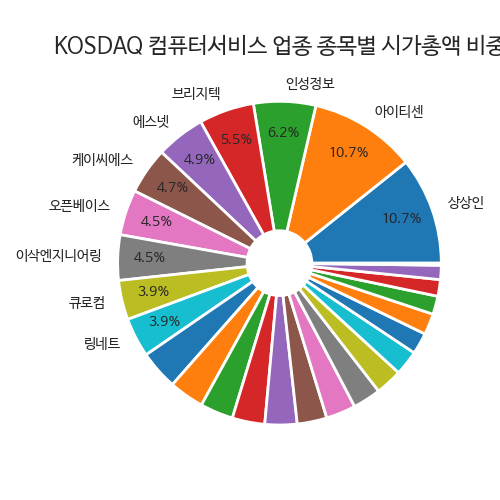 KOSDAQ 컴퓨터서비스 업종 종목별 시가총액 비중
인성정보
브리지텍
아이티센
에스넷
6.2%
5.5%
10.7%
4.9%
케이씨에스
4.7%
상상인
오픈베이스
4.5%
10.7%
이삭엔지니어링
4.5%
큐로컴
3.9%
3.9%
링네트